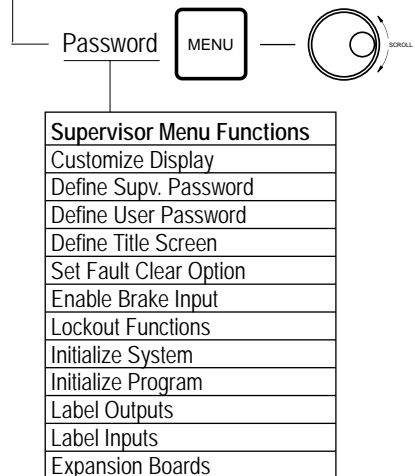 Password MENU SCROLL
Supervisor Menu Functions
Customize Display
Define Supv. Password
Define User Password
Define Title Screen
Set Fault Clear Option
Enable Brake Input
Lockout Functions
Initialize System
Initialize Program
Label Outputs
Label Inputs
Expansion Boards